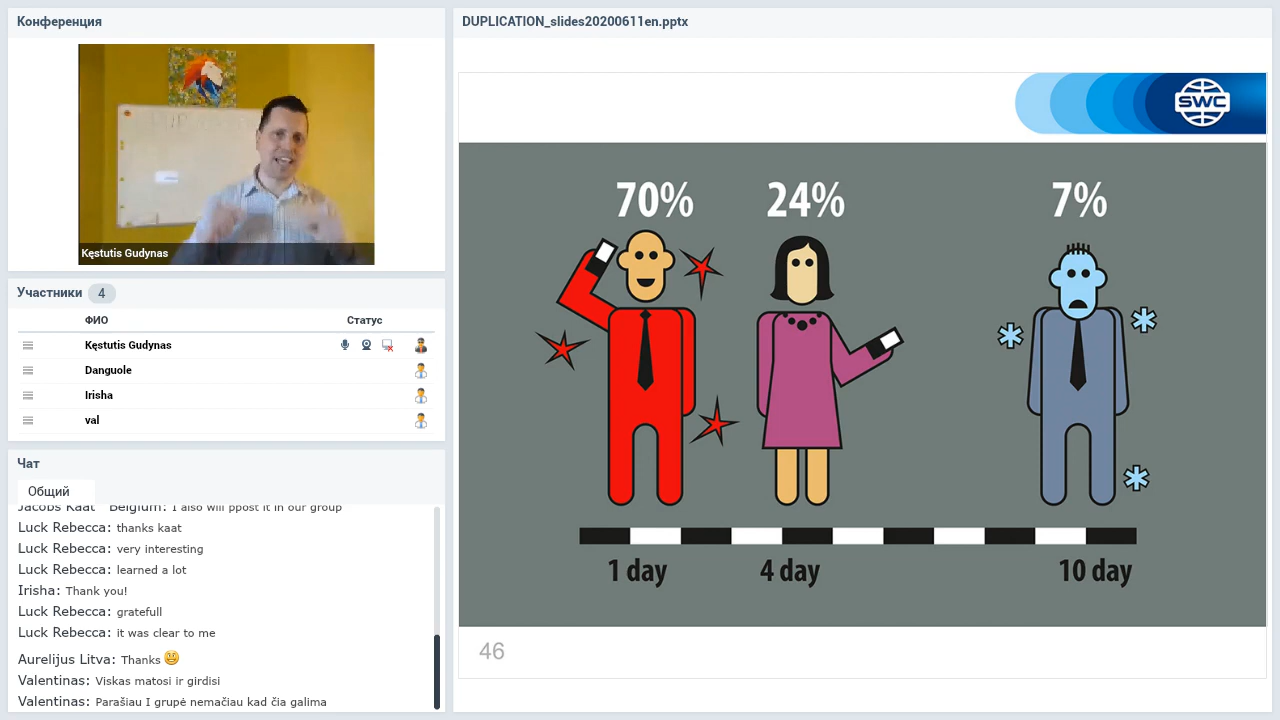 Конференция
Kęstutis Gudynas
Участники 4
ФИО Статус
Kęstutis Gudynas
Danguole
Irisha
val
Чат
Общий
Jacobs Kaat Belgium: I also will ppost it in our group
Luck Rebecca: thanks kaat
Luck Rebecca: very interesting
Luck Rebecca: learned a lot
Irisha: Thank you!
Luck Rebecca: gratefull
Luck Rebecca: it was clear to me
Aurelijus Litva: Thanks
Valentinas: Viskas matosi ir girdisi
Valentinas: Parašiau I grupė nemačiau kad čia galima
DUPLICATION_slides20200611en.pptx
SWC
70% 24% 7%
1 day 4 day 10 day
46